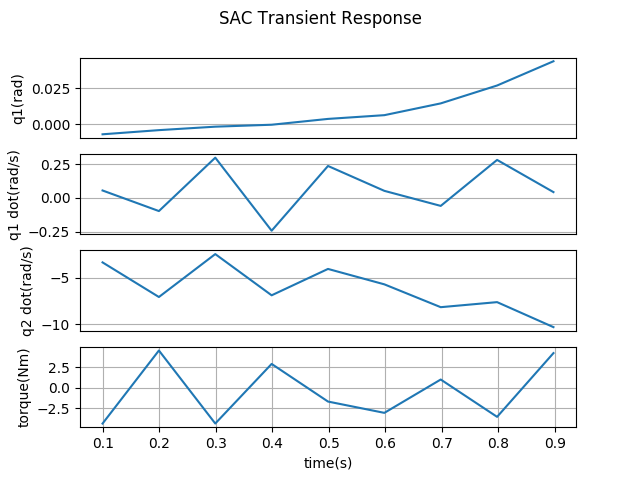 SAC Transient Response
q1(rad)
0.025
0.000
q1 dot(rad/s)
0.25
0.00
−0.25
q2 dot(rad/s)
−5
−10
torque(Nm)
2.5
0.0
−2.5
0.1 0.2 0.3 0.4 0.5 0.6 0.7 0.8 0.9
time(s)